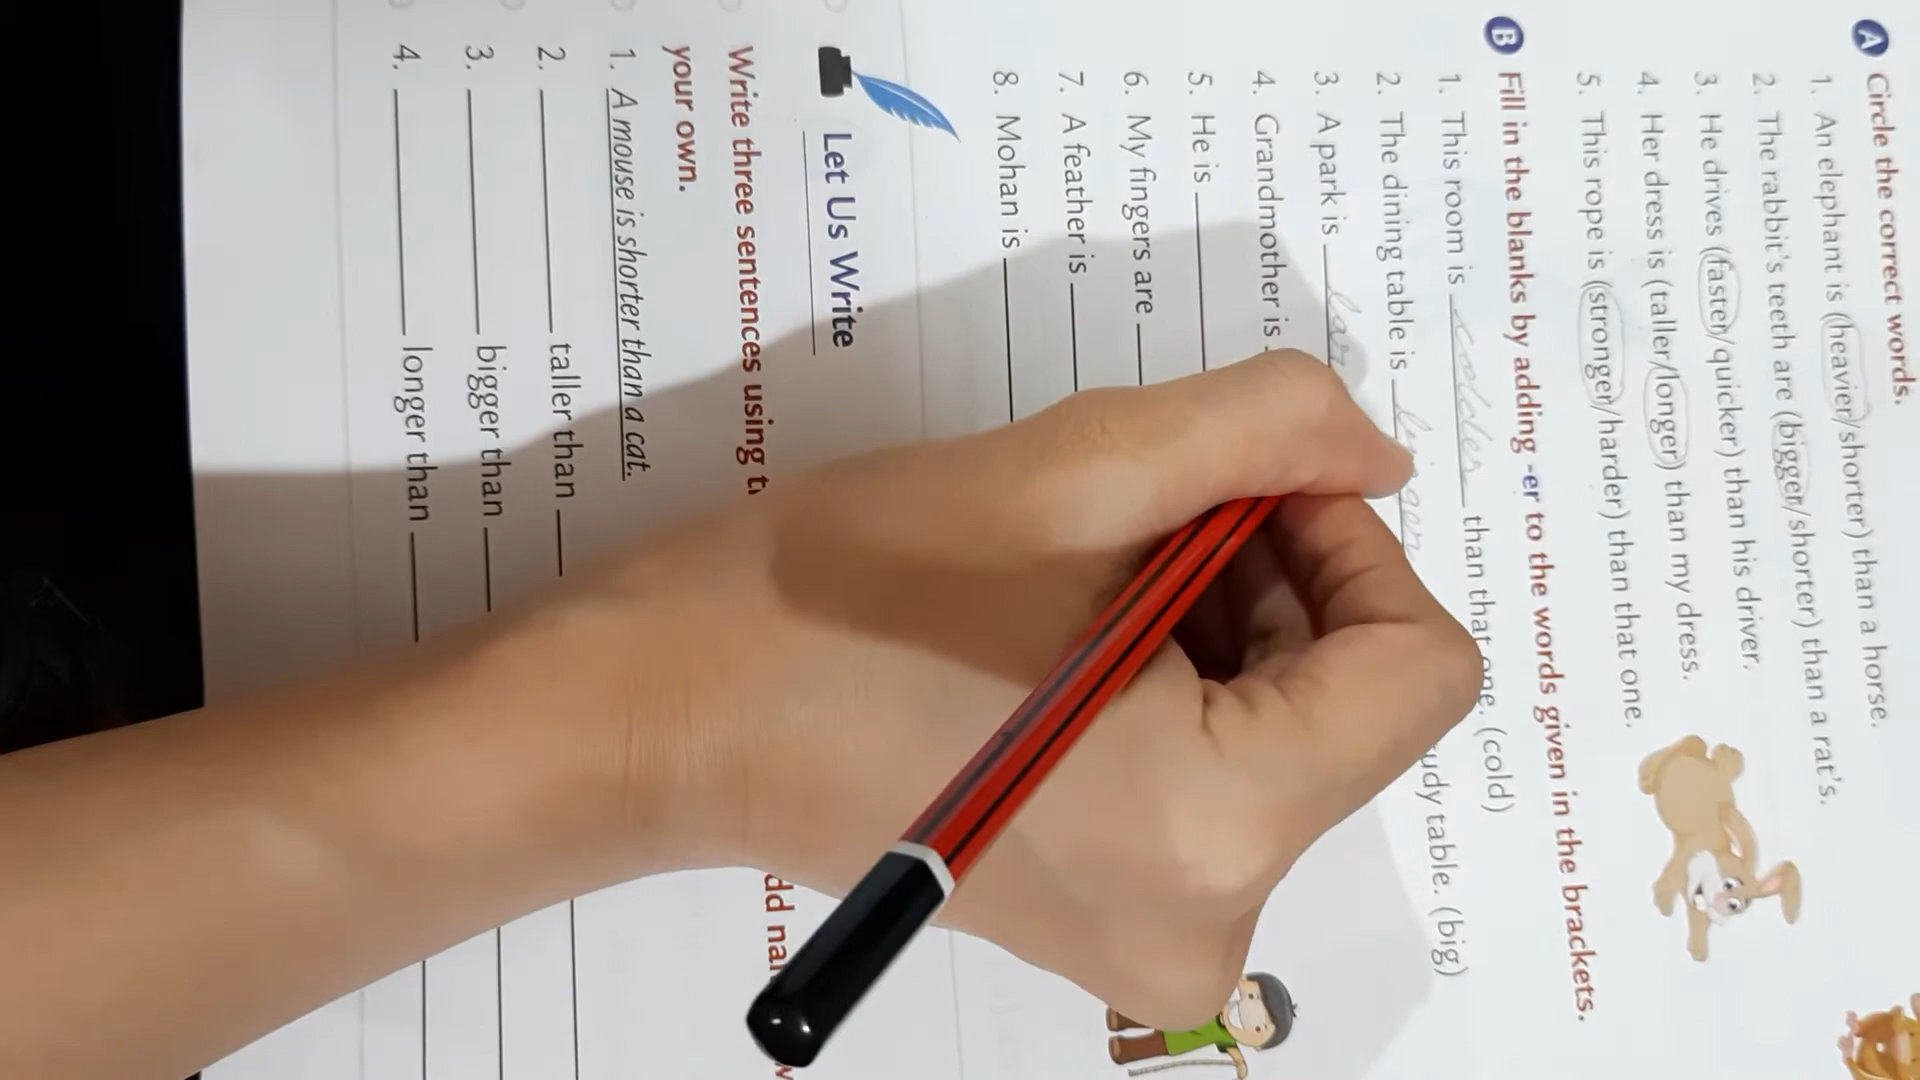 A Circle the correct words.
1. An elephant is (heavier/shorter) than a horse.
2. The rabbit's teeth are (bigger/shorter) than a rat's.
3. He drives (faster/quicker) than his driver.
4. Her dress is (taller/longer) than my dress.
5. This rope is (stronger/harder) than that one.
B Fill in the blanks by adding -er to the words given in the brackets.
1. This room is colder than that one. (cold)
2. The dining table is table. (big)
3. A park is lar
4. Grandmother is
5. He is
6. My fingers are
7. A feather is
8. Mohan is
Let Us Write
Write three sentences using
your own.
1. A mouse is shorter than a cat.
2. taller than
3. bigger than
4. longer than